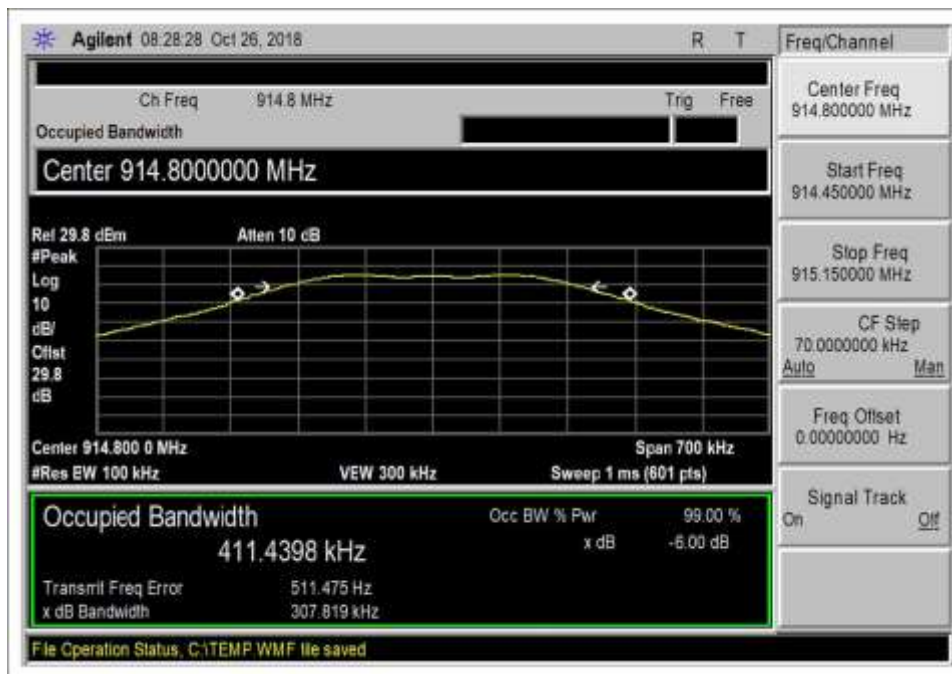 Agilent 08:28:28 Oct 26, 2018 R T
Freq/Channel
Ch Freq 914.8 MHz Trig Free
Occupied Bandwidth
Center 914.8000000 MHz
Center Freq
914.800000 MHz
Start Freq
914.450000 MHz
Stop Freq
915.150000 MHz
CF Step
70.0000000 kHz
Auto Man
Freq Offset
0.00000000 Hz
Signal Track
On Off
Ref 29.8 dBm Atten 10 dB
#Peak
Log
10
dB/
Offst
29.8
dB
Center 914.800 0 MHz Span 700 kHz
#Res BW 100 kHz VBW 300 kHz Sweep 1 ms (601 pts)
Occupied Bandwidth Occ BW % Pwr 99.00 %
411.4398 kHz x dB -6.00 dB
Transmit Freq Error 511.475 Hz
x dB Bandwidth 307.819 kHz
File Operation Status, C:\TEMP.WMF file saved